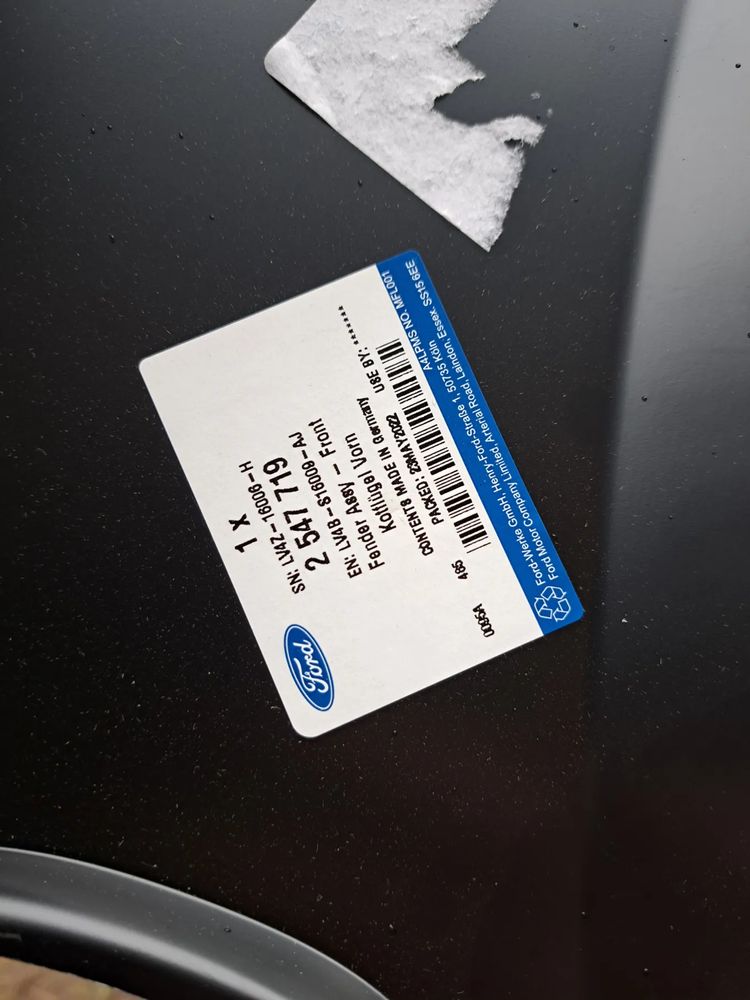 Ford
1 x
SN: LV4Z-16006-H
2 547 719
EN: LV4B-S16009-AJ
Fender Assy - Front
Kotflügel Vorn
CONTENTS MADE IN Germany
PACKED: 23MAY2022 USE BY: *******
0095A 485
A4LPMS NO. MFL001
Ford-Werke GmbH, Henry-Ford-Straße 1, 50735 Köln
Ford Motor Company Limited, Arterial Road, Laindon, Essex. SS15 6EE